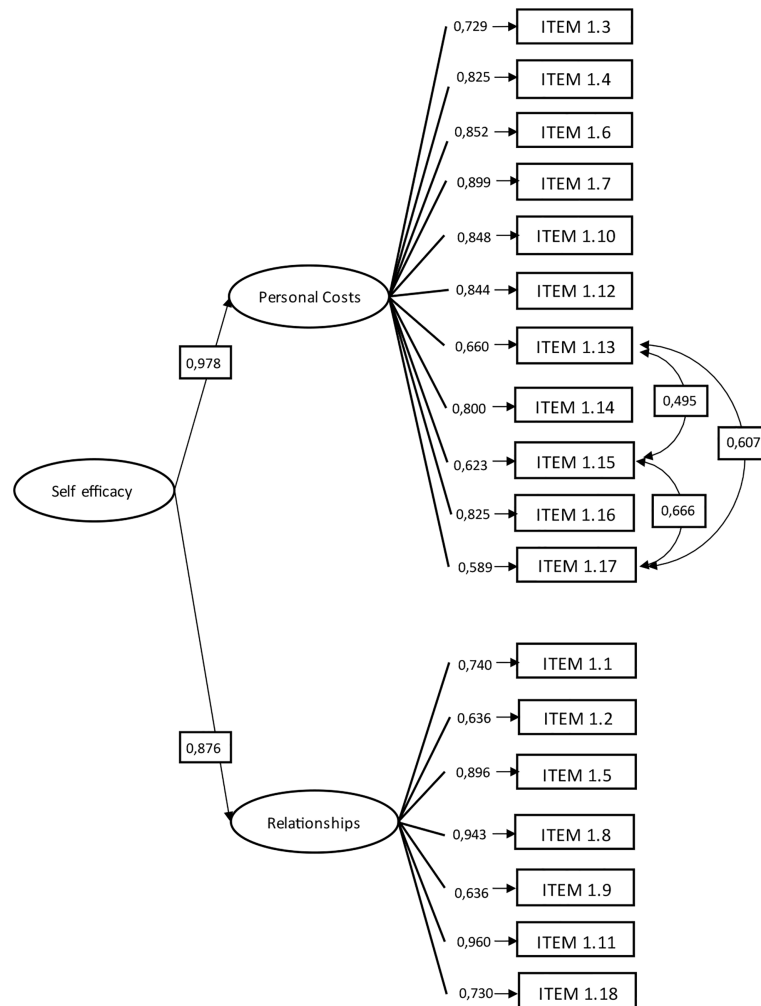 0,729 ITEM 1.3
0,825 ITEM 1.4
0,852 ITEM 1.6
0,899 ITEM 1.7
0,848 ITEM 1.10
Personal Costs 0,844 ITEM 1.12
0,978 0,660 ITEM 1.13
0,495
0,800 ITEM 1.14
0,607
0,623 ITEM 1.15
Self efficacy
0,825 ITEM 1.16 0,666
0,589 ITEM 1.17
0,740 ITEM 1.1
0,636 ITEM 1.2
0,876
0,896 ITEM 1.5
Relationships 0,943 ITEM 1.8
0,636 ITEM 1.9
0,960 ITEM 1.11
0,730 ITEM 1.18